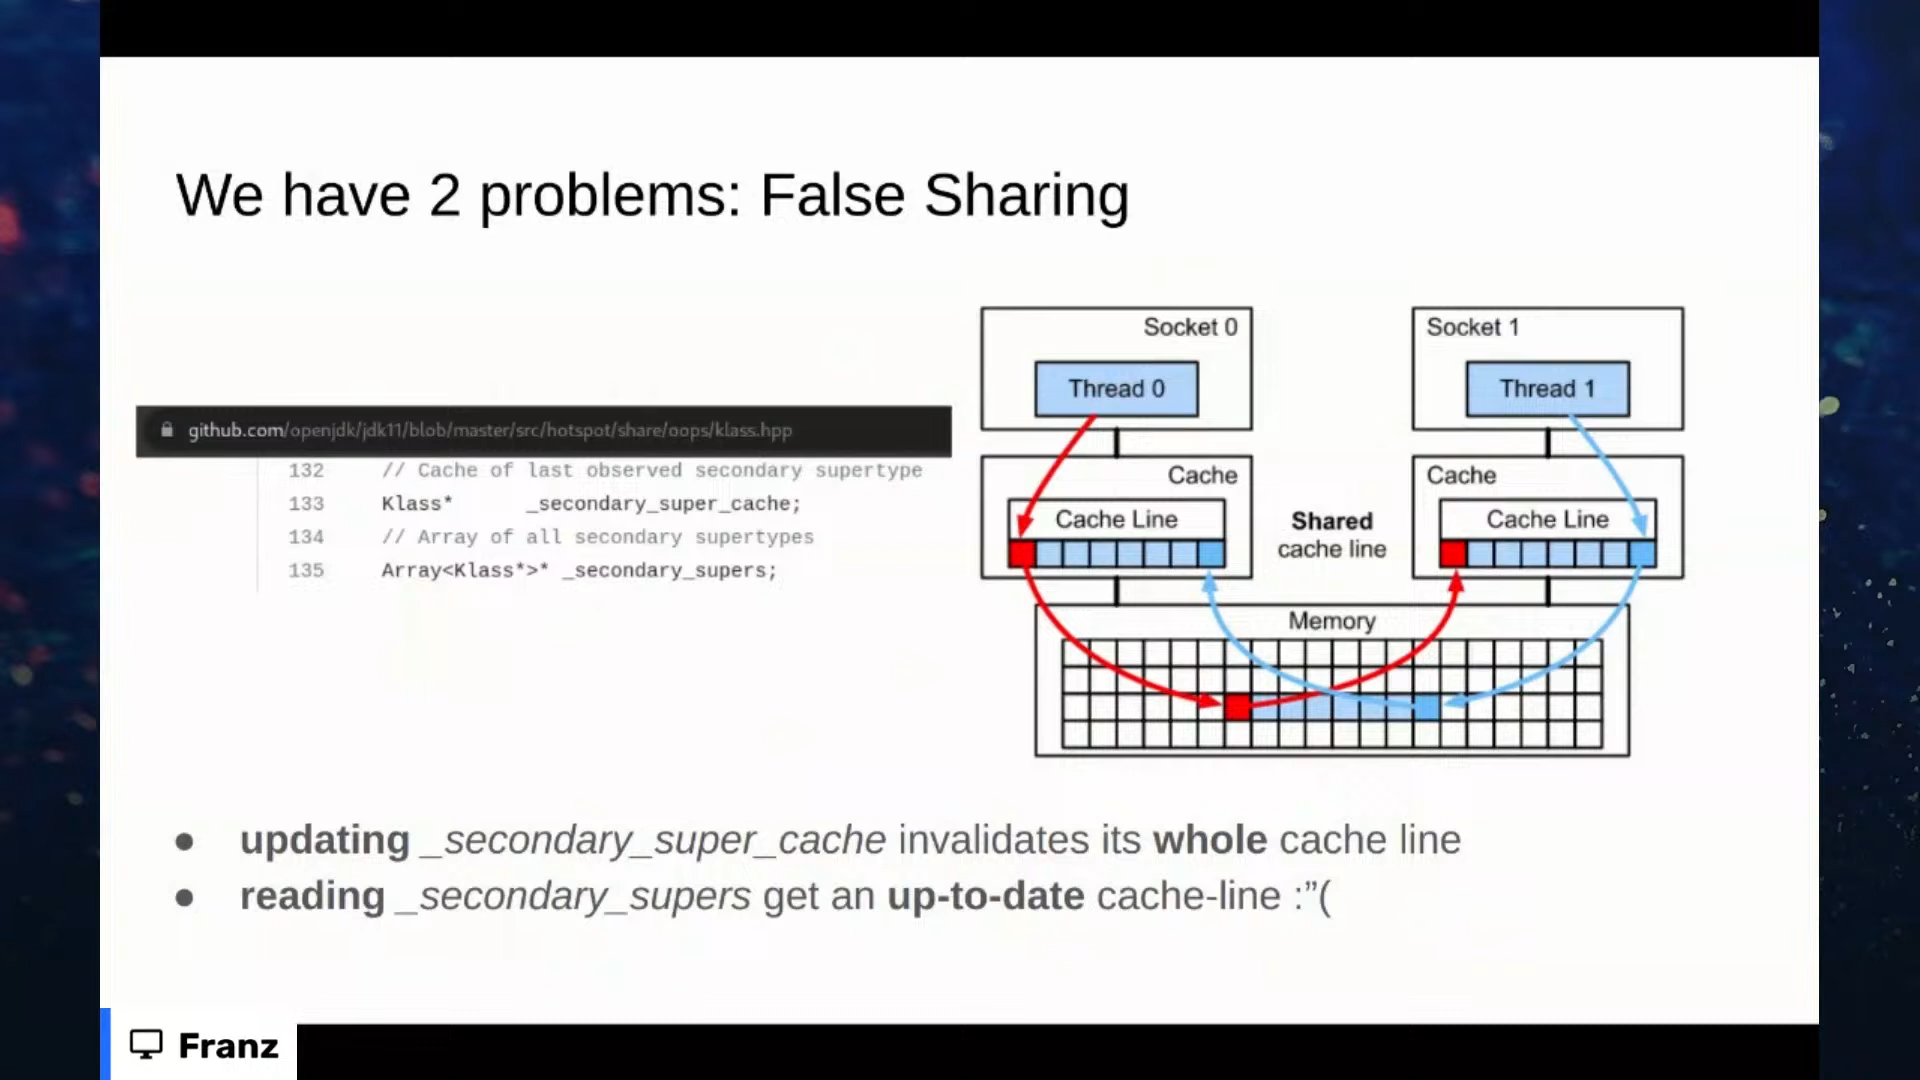 We have 2 problems: False Sharing
github.com/openjdk/jdk11/blob/master/src/hotspot/share/oops/klass.hpp
132 // Cache of last observed secondary supertype
133 Klass* _secondary_super_cache;
134 // Array of all secondary supertypes
135 Array<Klass*>* _secondary_supers;
Socket 0
Thread 0
Cache
Cache Line
Shared
cache line
Socket 1
Thread 1
Cache
Cache Line
Memory
● updating _secondary_super_cache invalidates its whole cache line
● reading _secondary_supers get an up-to-date cache-line :”(
Franz